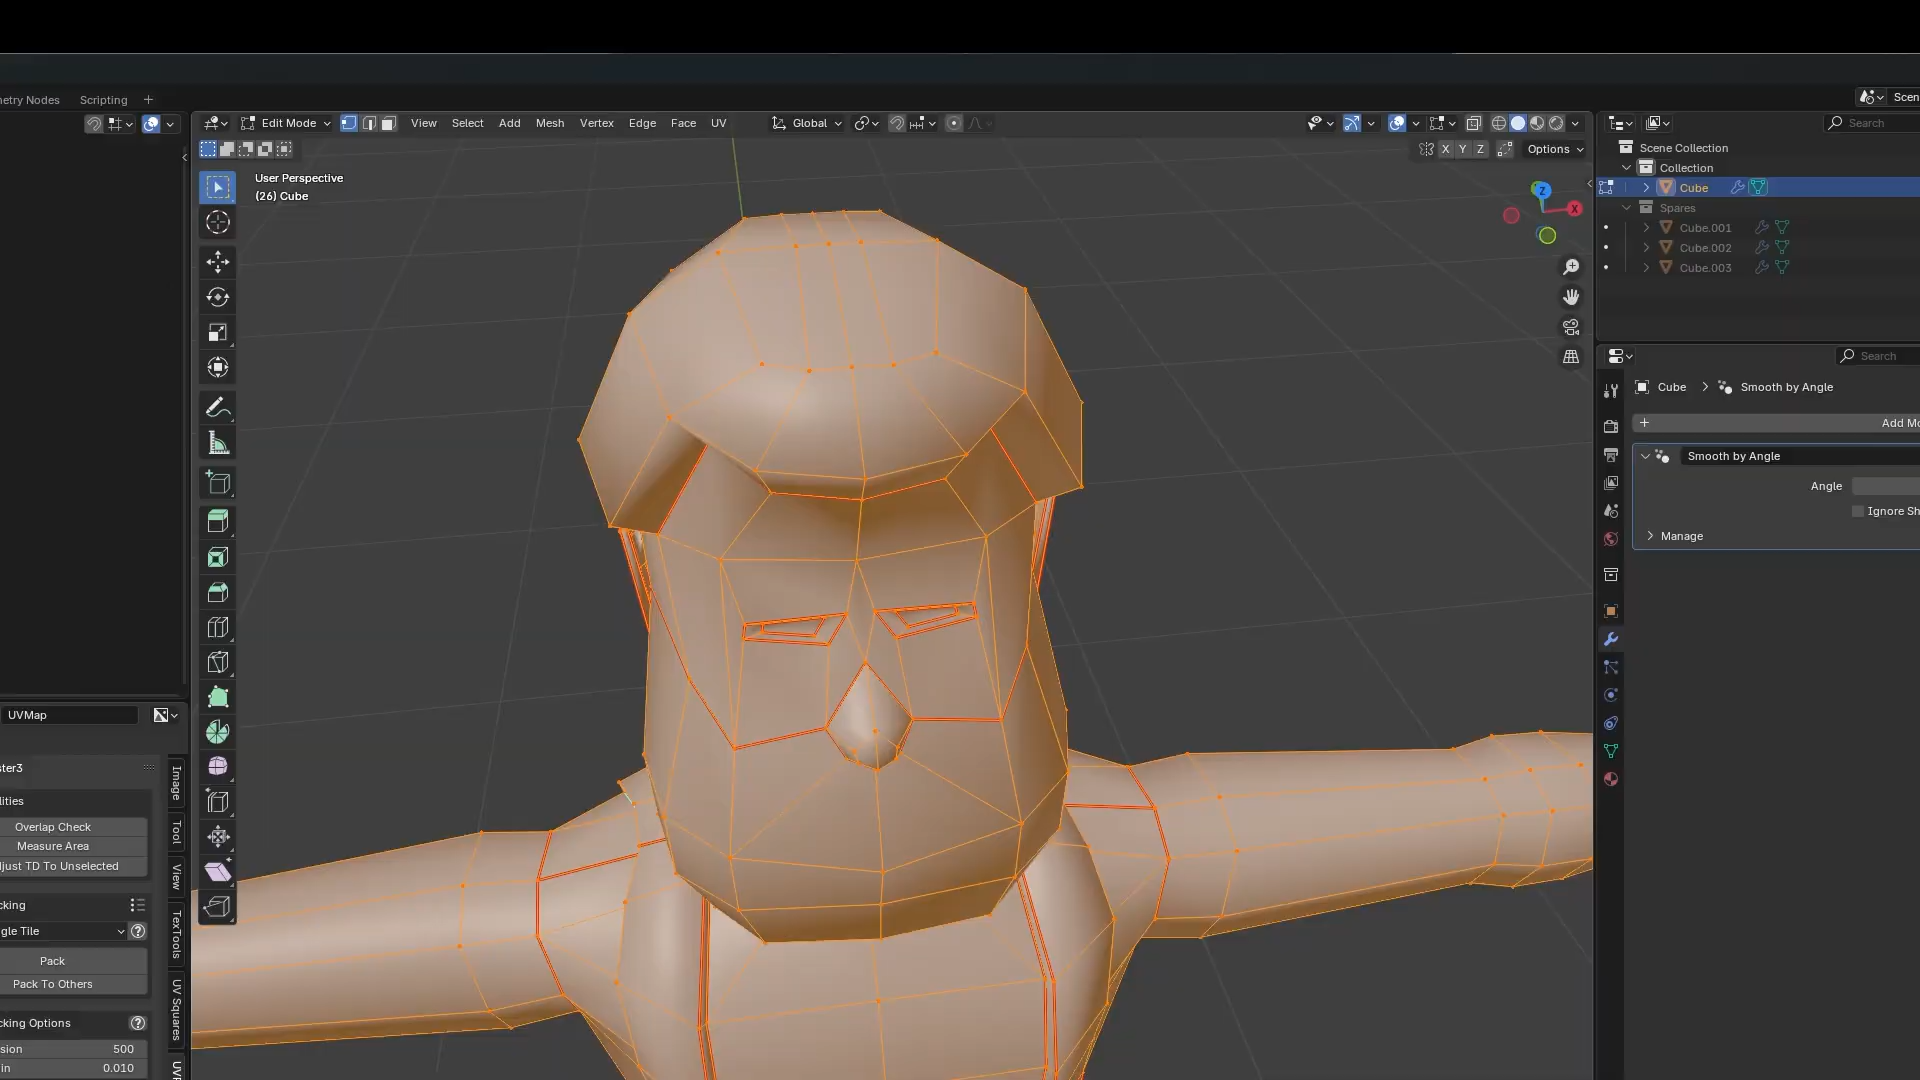 etry Nodes
Scripting
Scen
Edit Mode
View
Select
Add
Mesh
Vertex
Edge
Face
UV
Global
Search
X Y Z
Options
Scene Collection
Collection
User Perspective
(26) Cube
Cube
Z
X
Spares
Cube.001
Cube.002
Cube.003
Search
Cube
Smooth by Angle
Add Mo
Smooth by Angle
Angle
Ignore Sh
Manage
UVMap
ster3
lities
Overlap Check
Measure Area
just TD To Unselected
cking
gle Tile
Pack
Pack To Others
cking Options
sion
500
in
0.010
Image
Tool
View
TexTools
UV Squares